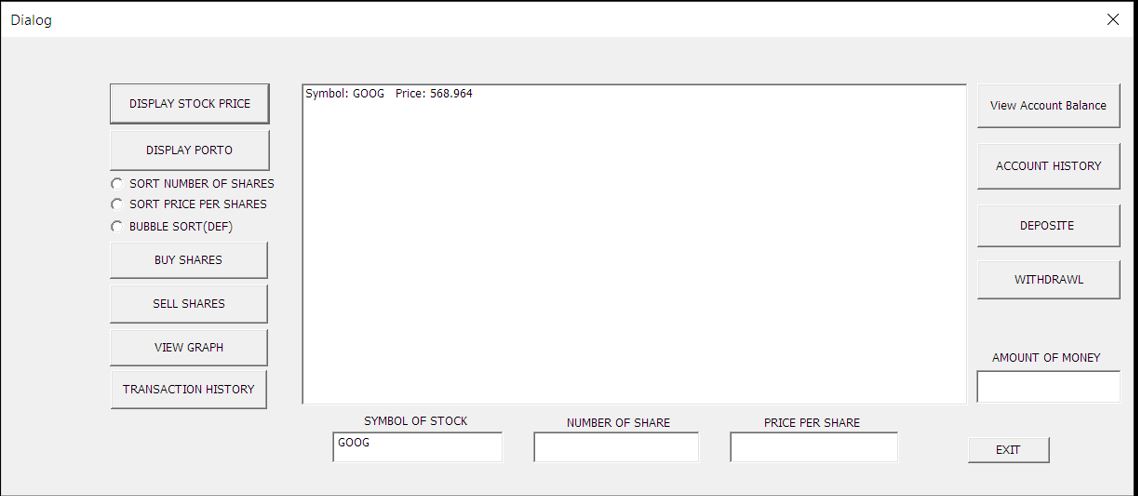 Dialog
DISPLAY STOCK PRICE
DISPLAY PORTO
SORT NUMBER OF SHARES
SORT PRICE PER SHARES
BUBBLE SORT(DEF)
BUY SHARES
SELL SHARES
VIEW GRAPH
TRANSACTION HISTORY
Symbol: GOOG Price: 568.964
SYMBOL OF STOCK
GOOG
NUMBER OF SHARE
PRICE PER SHARE
View Account Balance
ACCOUNT HISTORY
DEPOSITE
WITHDRAWL
AMOUNT OF MONEY
EXIT